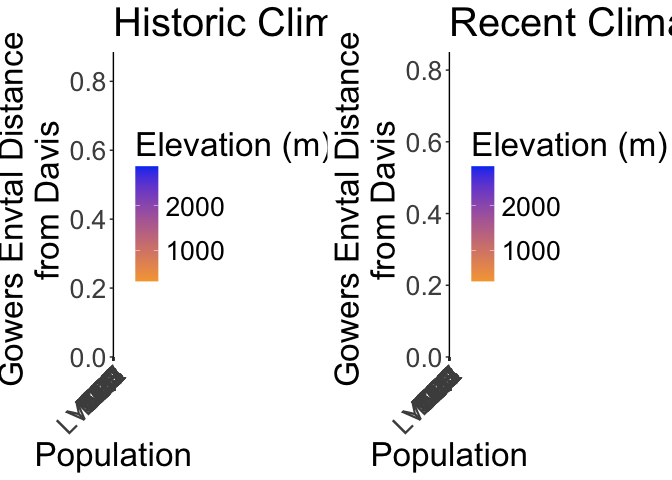 Historic Clim
Gowers Envtal Distance
from Davis
0.8
0.6
0.4
0.2
0.0
Elevation (m)
2000
1000
Population
Recent Clima
Gowers Envtal Distance
from Davis
0.8
0.6
0.4
0.2
0.0
Elevation (m)
2000
1000
Population